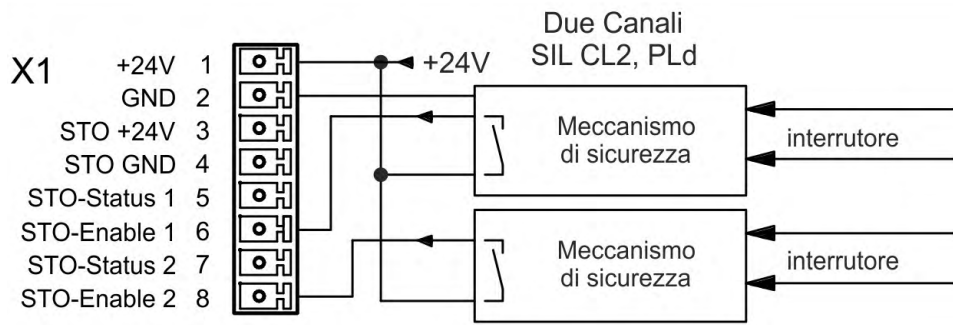 Due Canali
SIL CL2, PLd
X1
+24V 1
+24V
GND 2
STO +24V 3
STO GND 4
STO-Status 1 5
STO-Enable 1 6
STO-Status 2 7
STO-Enable 2 8
Meccanismo
di sicurezza
interrutore
Meccanismo
di sicurezza
interrutore